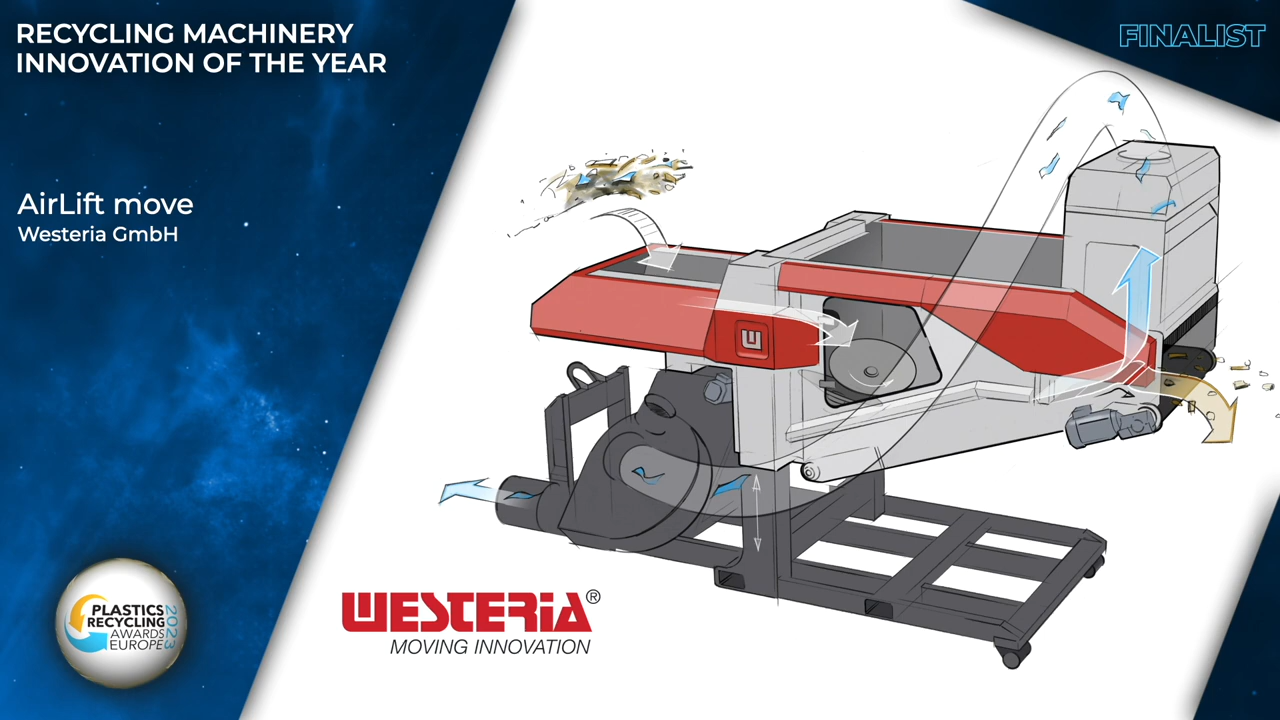 RECYCLING MACHINERY
INNOVATION OF THE YEAR
FINALIST
AirLift move
Westeria GmbH
W
WESTERiA®
MOVING INNOVATION
PLASTICS
RECYCLING
AWARDS
EUROPE
2023